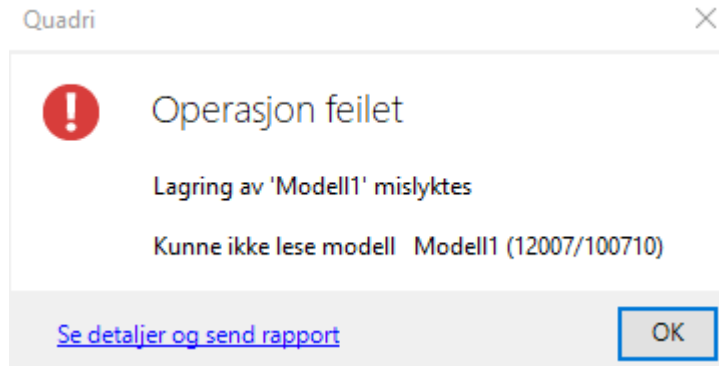 Quadri
Operasjon feilet
Lagring av 'Modell1' mislyktes
Kunne ikke lese modell Modell1 (12007/100710)
Se detaljer og send rapport
OK